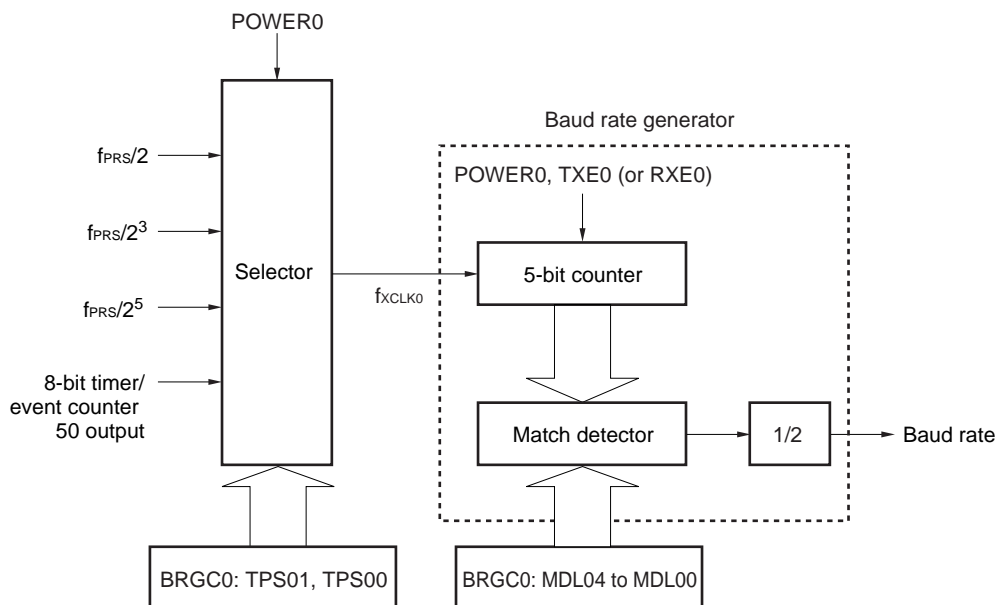 POWER0
Baud rate generator
fPRS/2
POWER0, TXE0 (or RXE0)
fPRS/2³
Selector
5-bit counter
fXCLK0
fPRS/2⁵
8-bit timer/
event counter
50 output
Match detector
1/2
Baud rate
BRGC0: TPS01, TPS00
BRGC0: MDL04 to MDL00